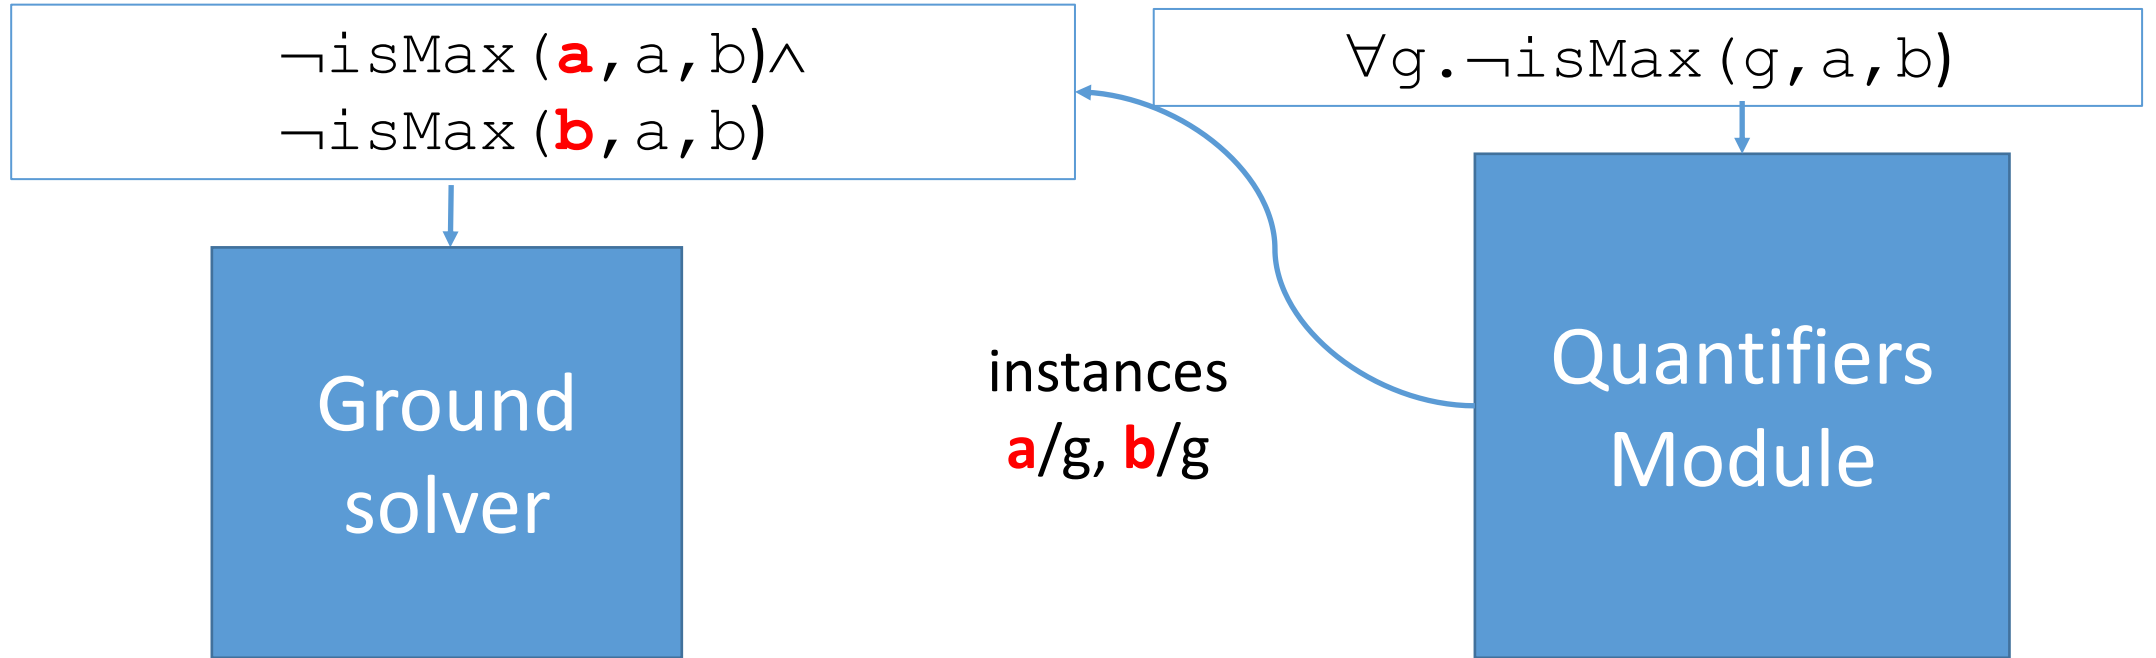 ¬isMax(a,a,b)∧
¬isMax(b,a,b)
∀g.¬isMax(g,a,b)
Ground
solver
instances
a/g, b/g
Quantifiers
Module